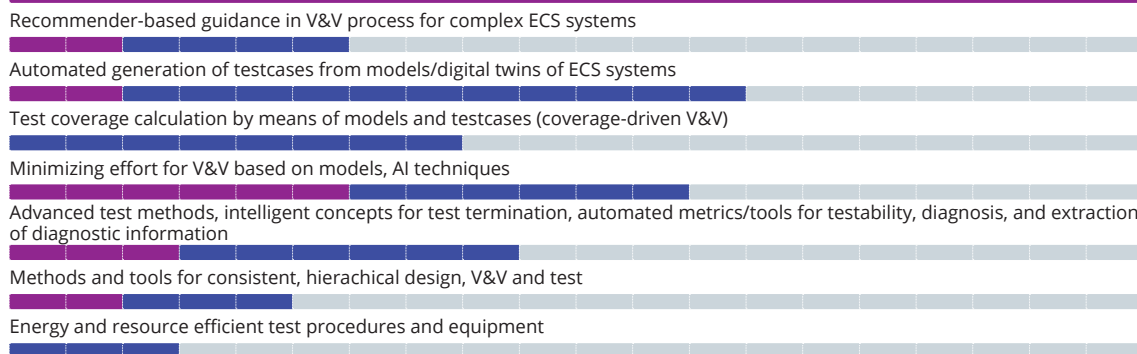 Recommender-based guidance in V&V process for complex ECS systems
Automated generation of testcases from models/digital twins of ECS systems
Test coverage calculation by means of models and testcases (coverage-driven V&V)
Minimizing effort for V&V based on models, AI techniques
Advanced test methods, intelligent concepts for test termination, automated metrics/tools for testability, diagnosis, and extraction
of diagnostic information
Methods and tools for consistent, hierachical design, V&V and test
Energy and resource efficient test procedures and equipment